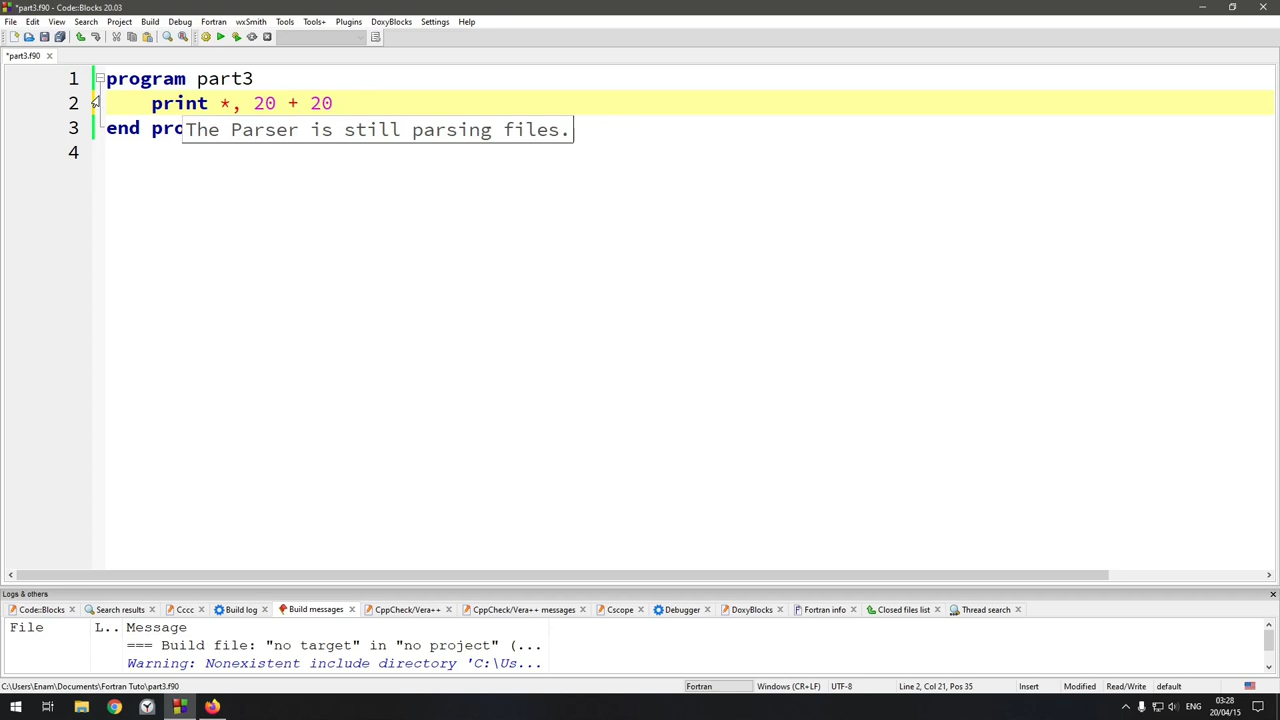 *part3.f90 - Code::Blocks 20.03
File Edit View Search Project Build Debug Fortran wxSmith Tools Tools+ Plugins DoxyBlocks Settings Help
*part3.f90
1 program part3
2 print *, 20 + 20
3 end pro
The Parser is still parsing files.
4
Logs & others
Code::Blocks Search results Cccc Build log Build messages CppCheck/Vera++ CppCheck/Vera++ messages Cscope Debugger DoxyBlocks Fortran info Closed files list Thread search
File L.. Message
=== Build file: "no target" in "no project" (...
Warning: Nonexistent include directory 'C:\Us...
C:\Users\Enam\Documents\Fortran Tuto\part3.f90 Fortran Windows (CR+LF) UTF-8 Line 2, Col 21, Pos 35 Insert Modified Read/Write default
ENG 03:28
20/04/15